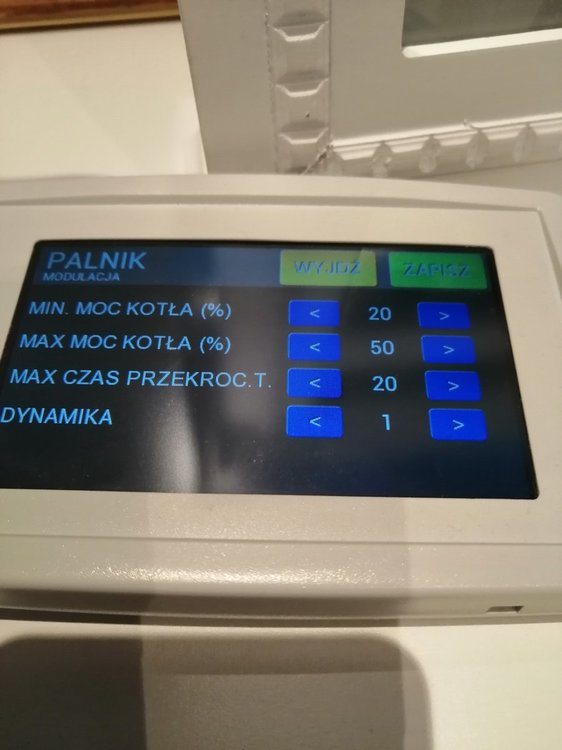 PALNIK
MODULACJA
WYJDŹ
ZAPISZ
MIN. MOC KOTŁA (%) < 20 >
MAX MOC KOTŁA (%) < 50 >
MAX CZAS PRZEKROC.T. < 20 >
DYNAMIKA < 1 >